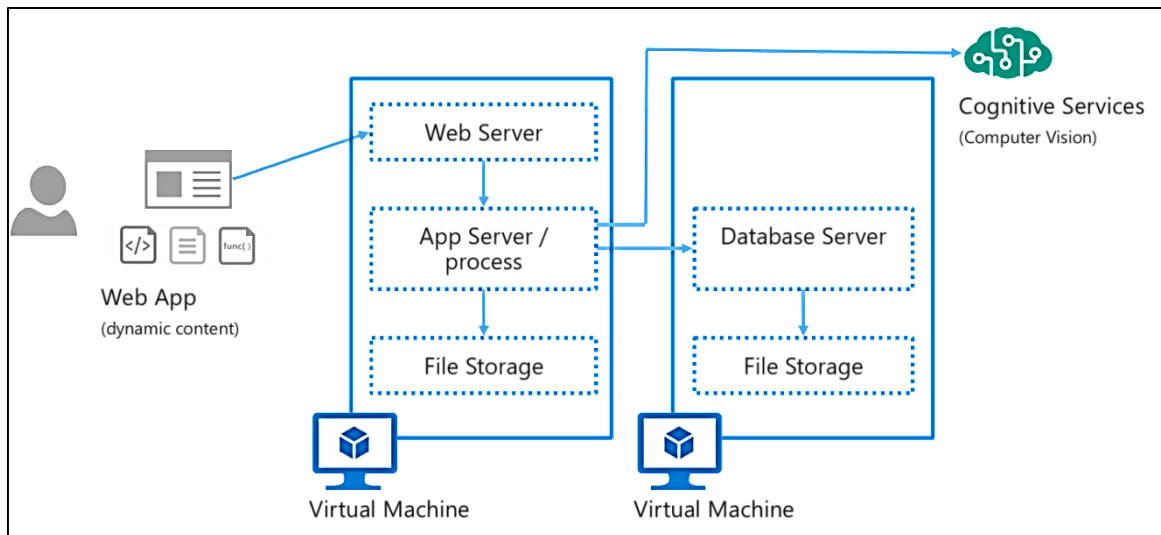 Cognitive Services
(Computer Vision)
Web Server
App Server /
process
File Storage
Database Server
File Storage
</>
func( )
Web App
(dynamic content)
Virtual Machine
Virtual Machine